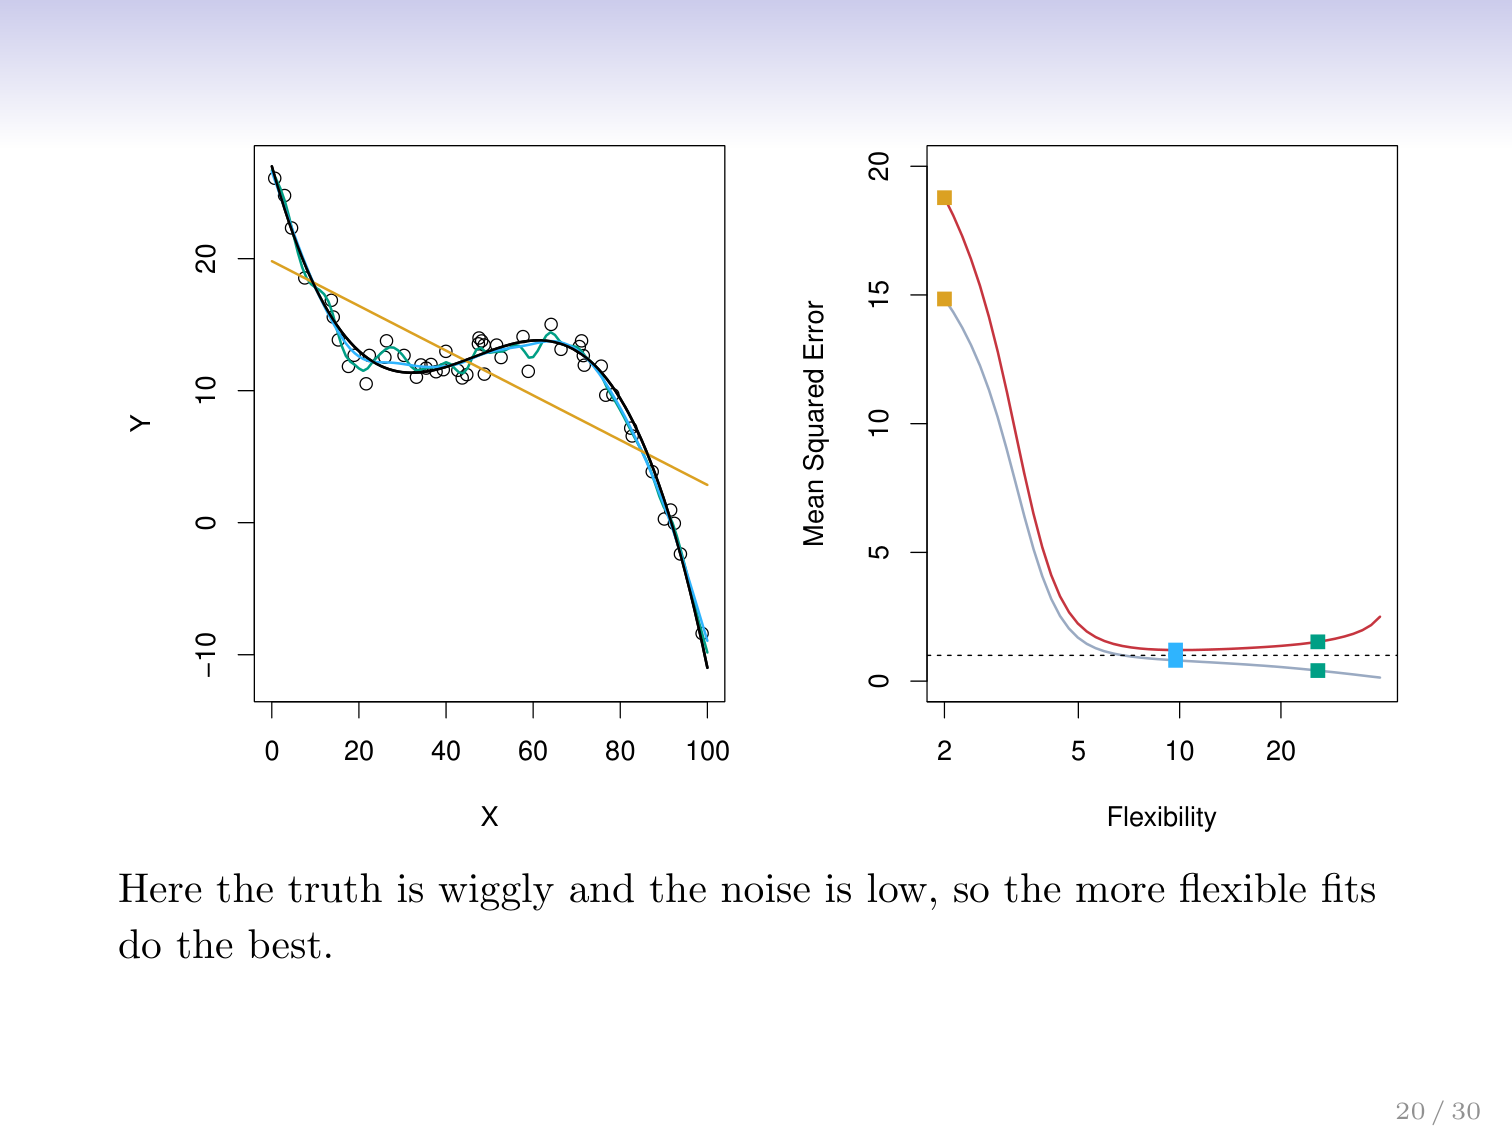 20
10
0
−10
Y
0 20 40 60 80 100
X
20
15
10
5
0
Mean Squared Error
2 5 10 20
Flexibility
Here the truth is wiggly and the noise is low, so the more flexible fits
do the best.
20 / 30